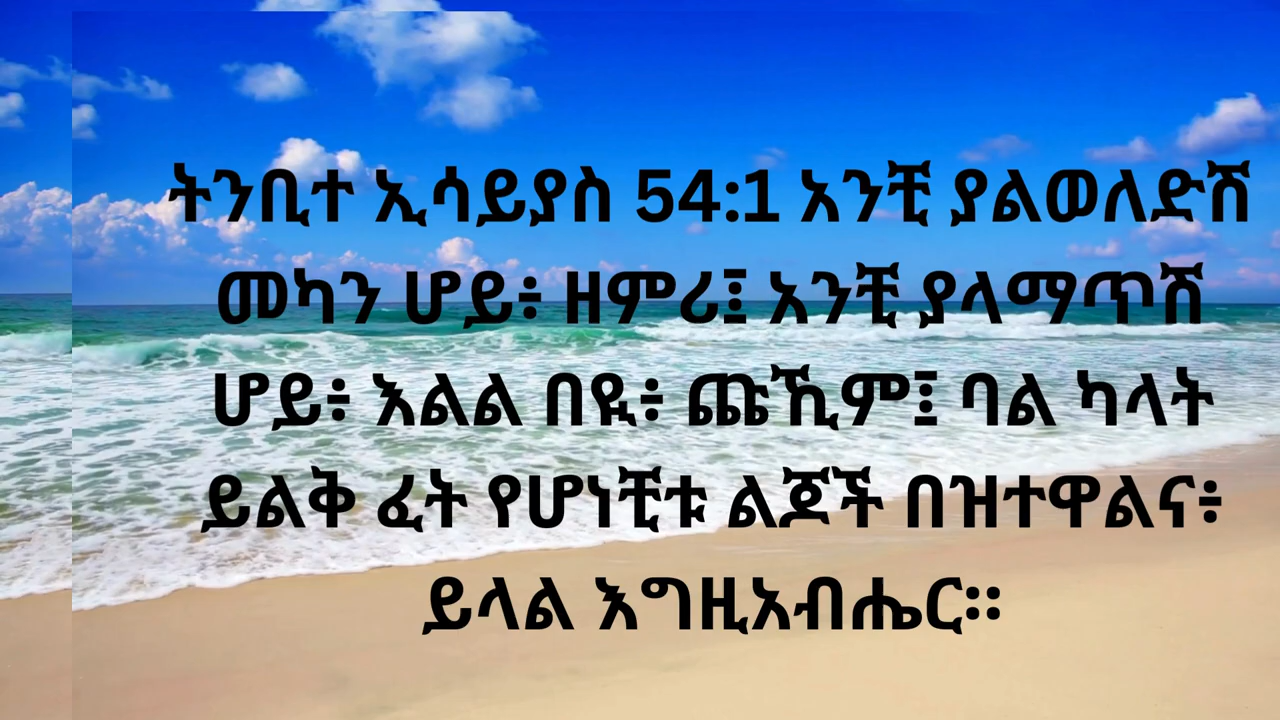 ትንቢተ ኢሳይያስ 54:1 አንቺ ያልወለድሽ
መካን ሆይ፥ ዘምሪ፤ አንቺ ያላማጥሽ
ሆይ፥ እልል በዪ፥ ጩኺም፤ ባል ካላት
ይልቅ ፈት የሆነቺቱ ልጆች በዝተዋልና፥
ይላል እግዚአብሔር።